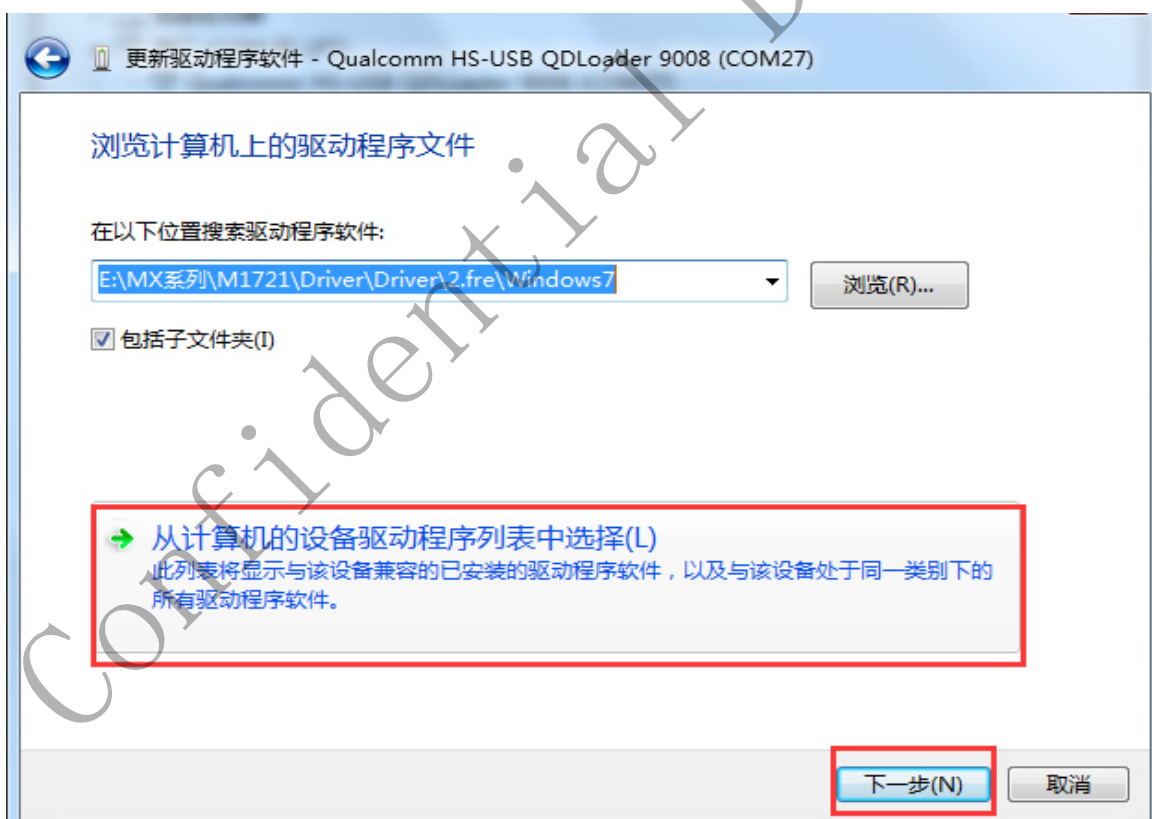 更新驱动程序软件 - Qualcomm HS-USB QDLoader 9008 (COM27)
浏览计算机上的驱动程序文件
在以下位置搜索驱动程序软件:
E:\MX系列\M1721\Driver\Driver\2.fre\Windows7
浏览(R)...
包括子文件夹(I)
从计算机的设备驱动程序列表中选择(L)
此列表将显示与该设备兼容的已安装的驱动程序软件，以及与该设备处于同一类别下的
所有驱动程序软件。
下一步(N)
取消
Confidential